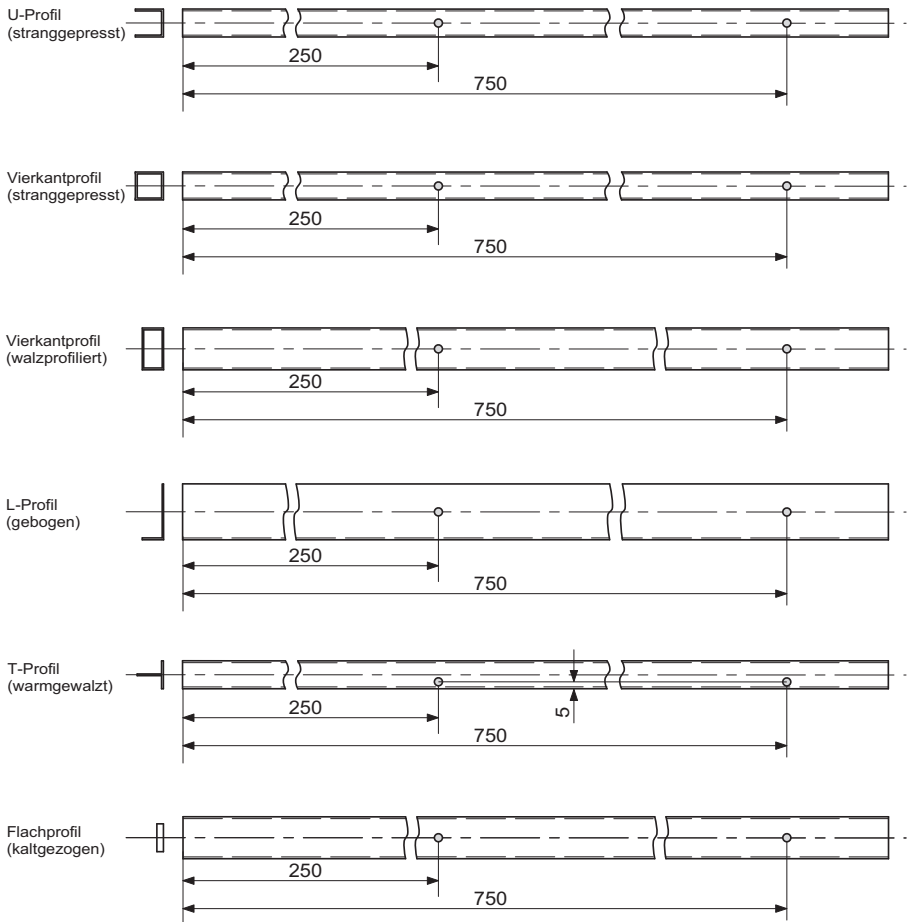 U-Profil
(stranggepresst)
250
750
Vierkantprofil
(stranggepresst)
250
750
Vierkantprofil
(walzprofiliert)
250
750
L-Profil
(gebogen)
250
750
T-Profil
(warmgewalzt)
250
5
750
Flachprofil
(kaltgezogen)
250
750